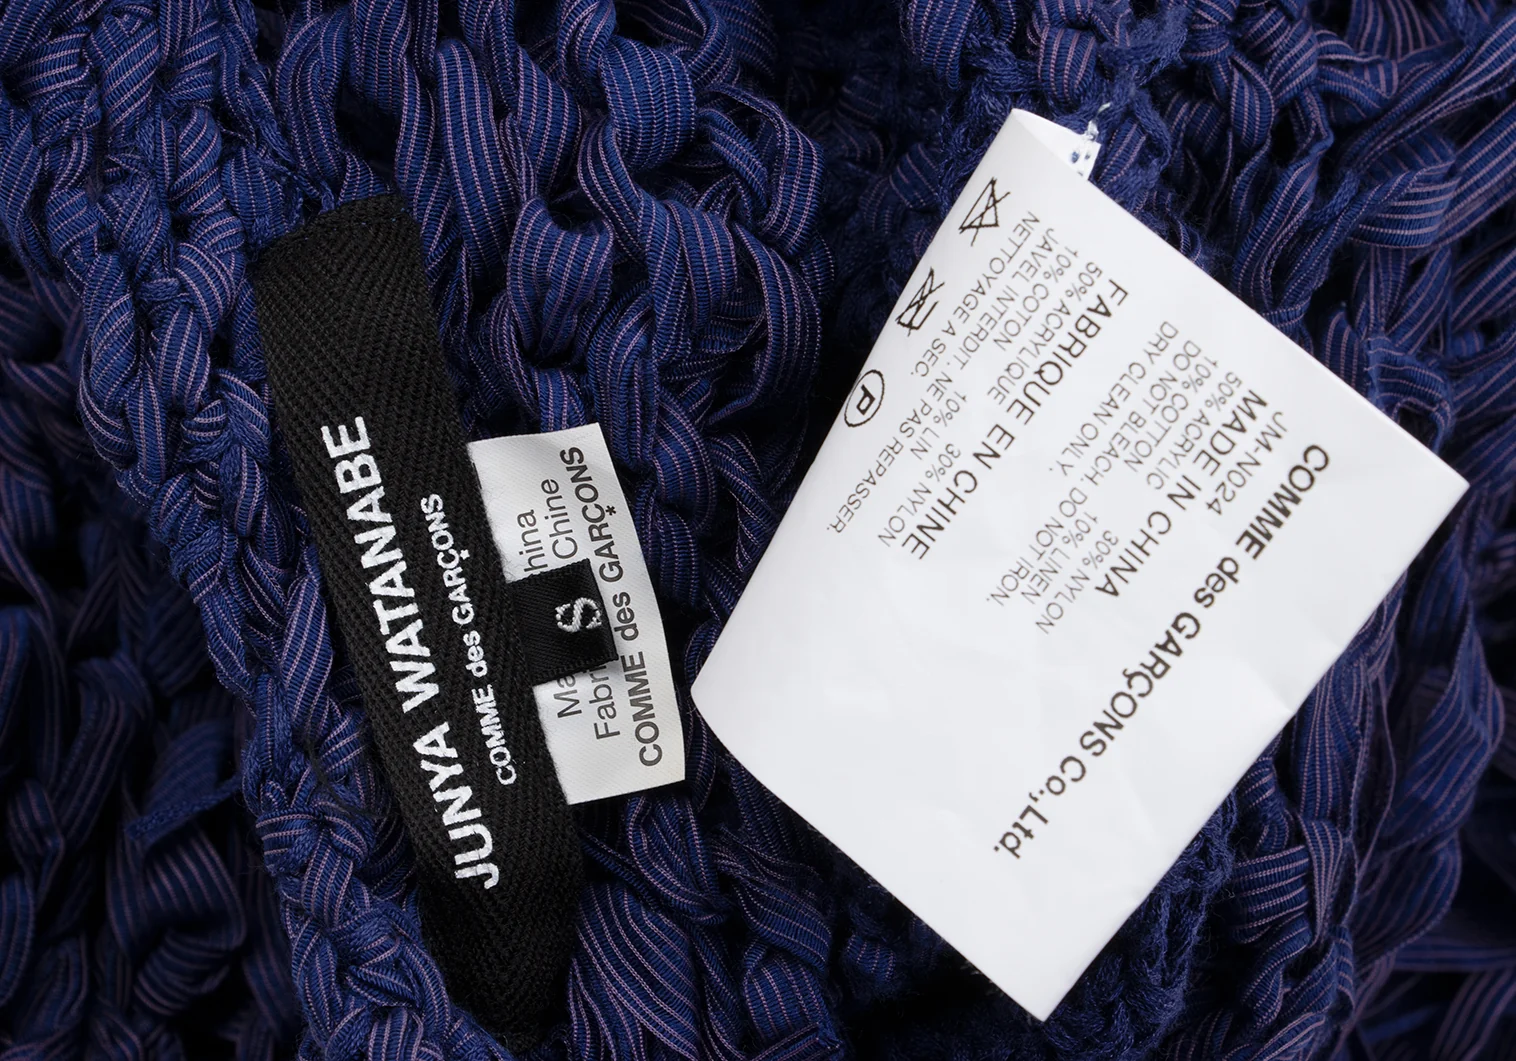 JUNYA WATANABE
COMME des GARÇONS
S
hina
Chine
COMME des GARÇONS
COMME des GARÇONS Co.,Ltd.
JM-N024
MADE IN CHINA
50% ACRYLIC 30% NYLON
10% COTTON 10% LINEN
DO NOT BLEACH. DO NOT IRON.
DRY CLEAN ONLY.
FABRIQUE EN CHINE
50% ACRYLIQUE 30% NYLON
10% COTON 10% LIN
JAVEL INTERDIT. NE PAS REPASSER.
NETTOYAGE A SEC.
P